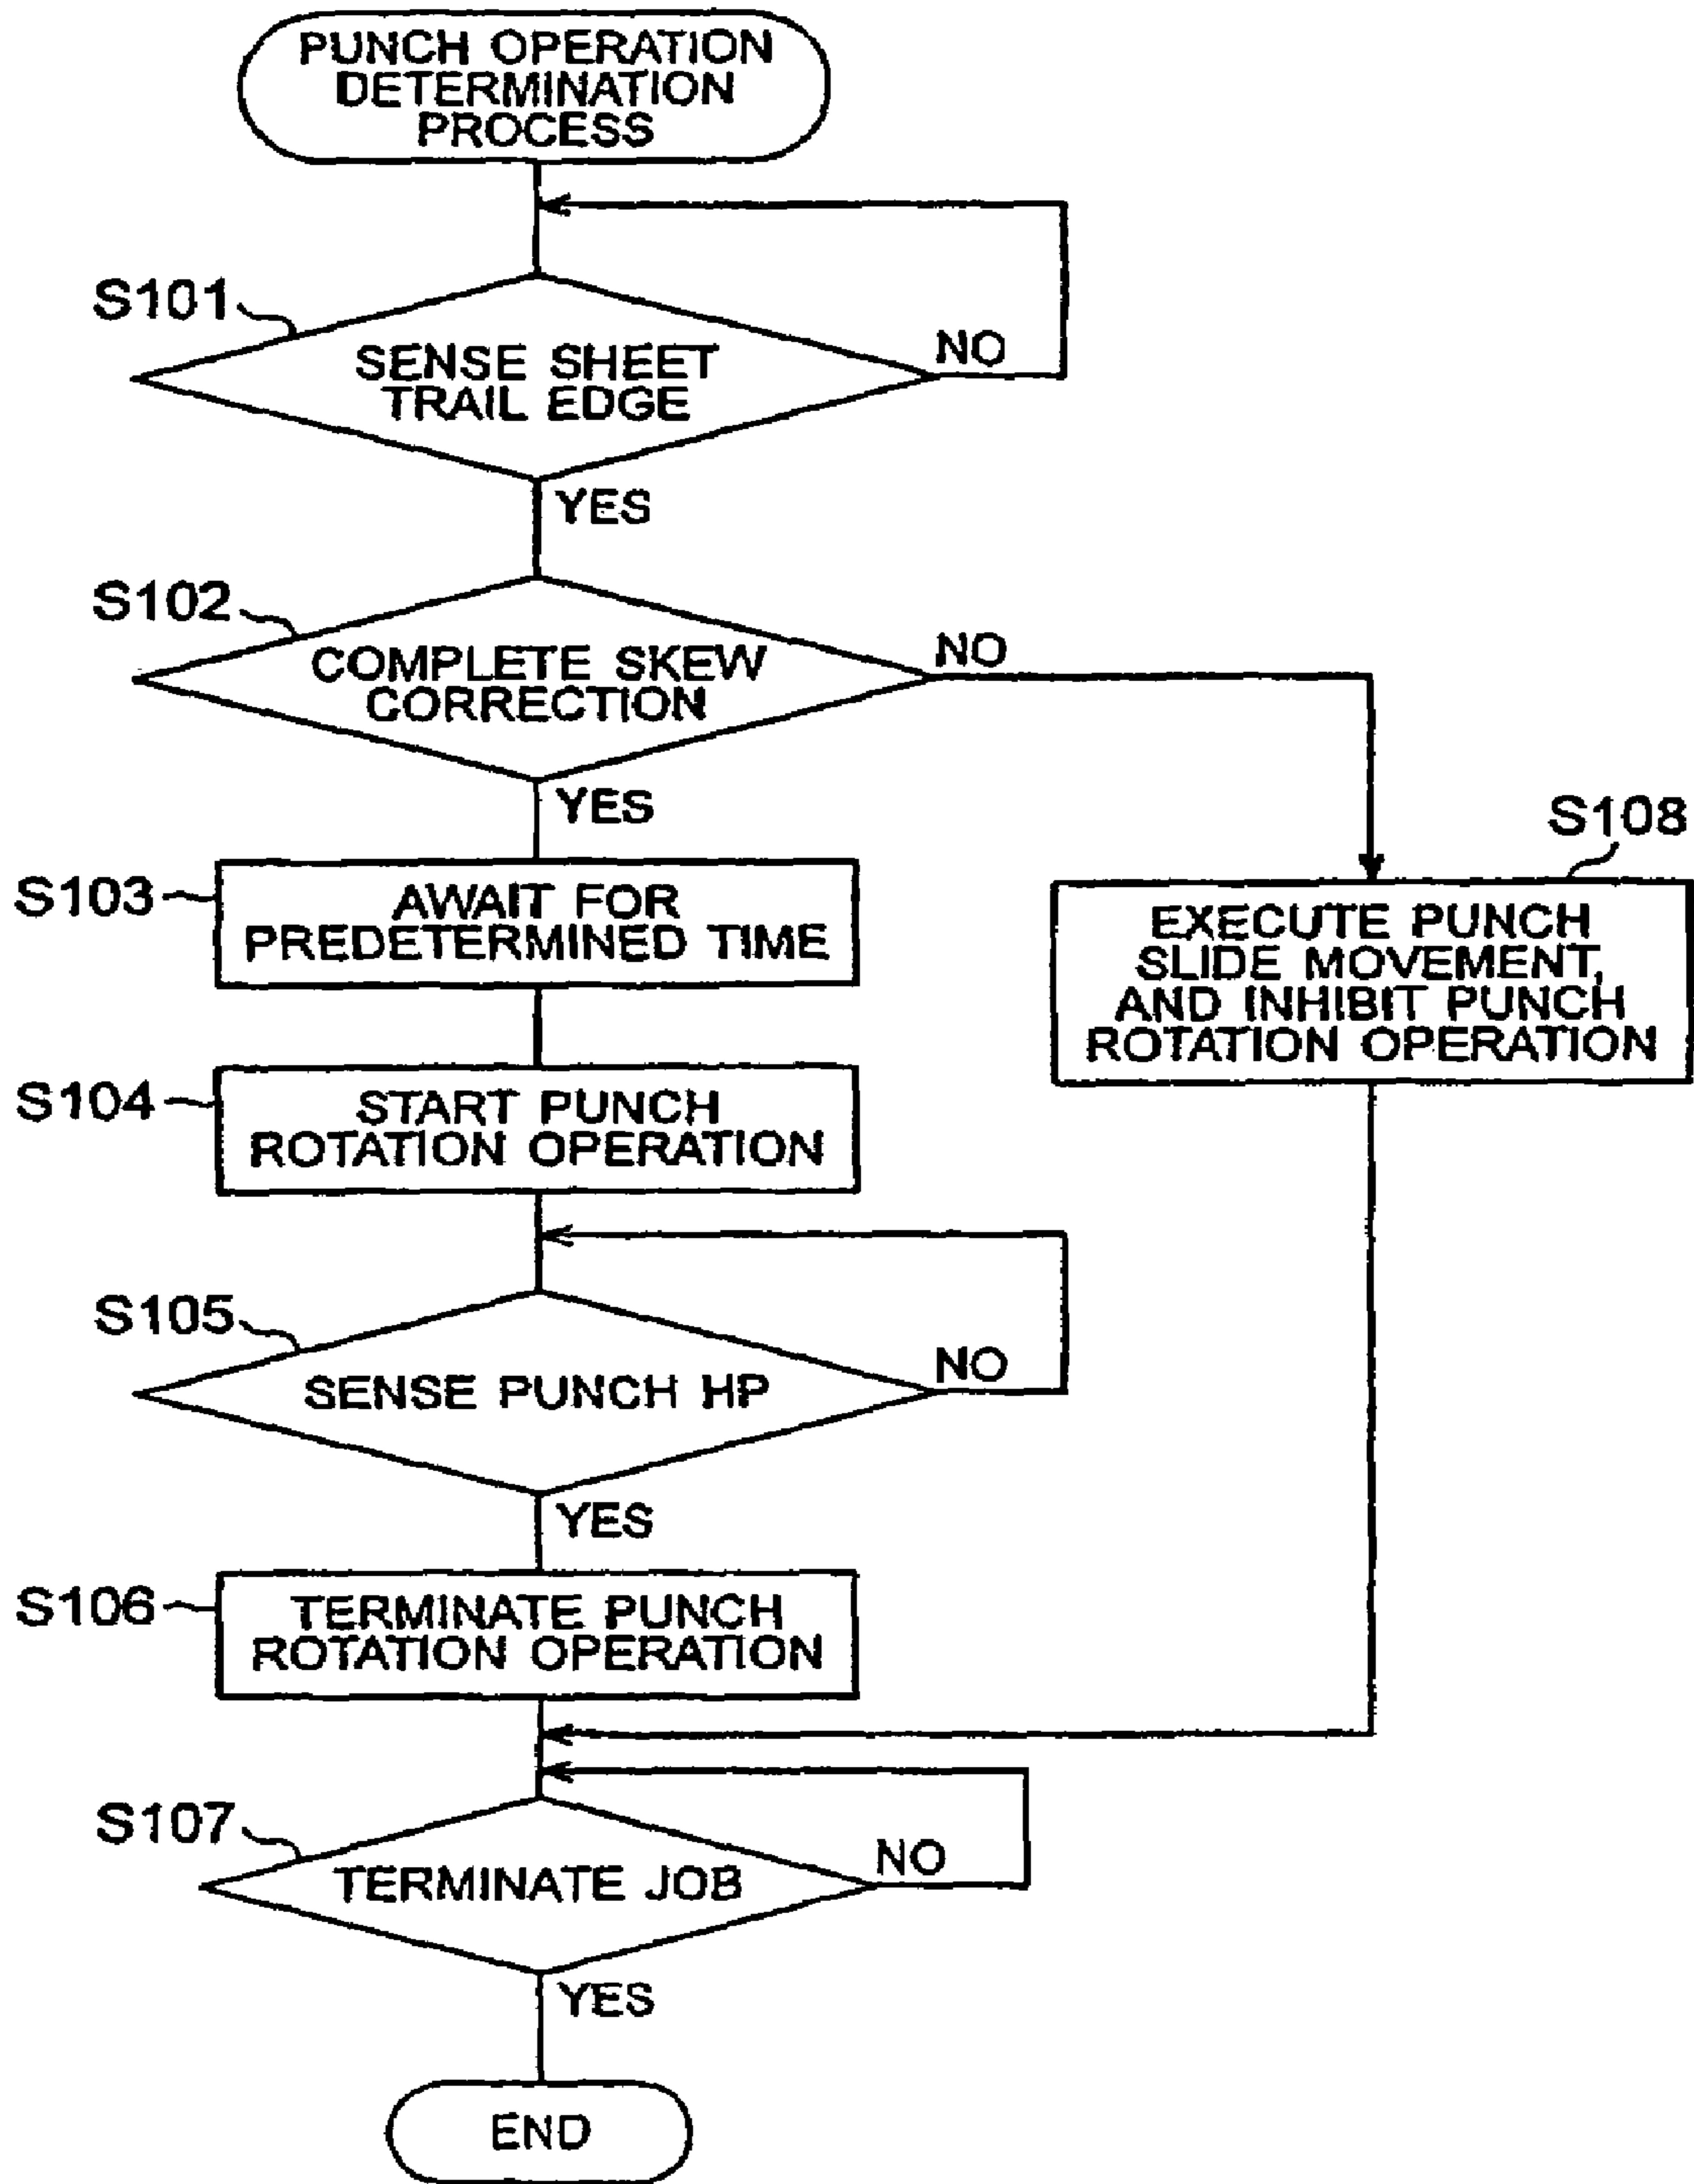 PUNCH OPERATION
DETERMINATION
PROCESS
S101
SENSE SHEET
TRAIL EDGE
NO
YES
S102
COMPLETE SKEW
CORRECTION
NO
YES
S103
AWAIT FOR
PREDETERMINED TIME
S108
EXECUTE PUNCH
SLIDE MOVEMENT,
AND INHIBIT PUNCH
ROTATION OPERATION
S104
START PUNCH
ROTATION OPERATION
S105
SENSE PUNCH HP
NO
YES
S106
TERMINATE PUNCH
ROTATION OPERATION
S107
TERMINATE JOB
NO
YES
END